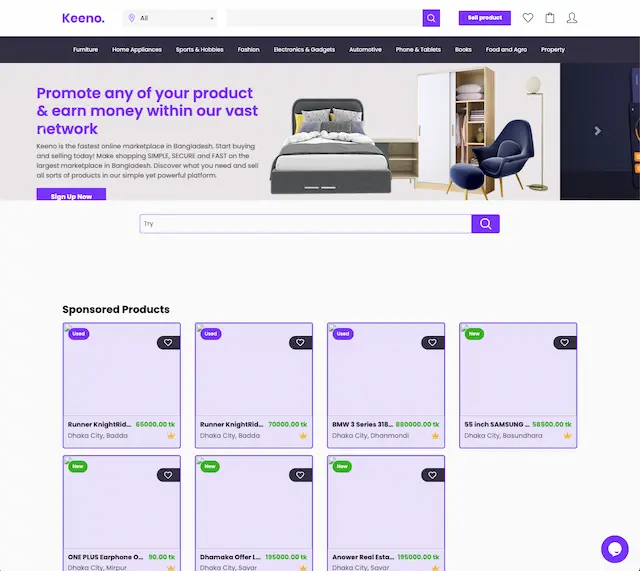 Keeno.
All
Sell product
Furniture Home Appliances Sports & Hobbies Fashion Electronics & Gadgets Automotive Phone & Tablets Books Food and Agro Property
Promote any of your product
& earn money within our vast
network
Keeno is the fastest online marketplace in Bangladesh. Start buying
and selling today! Make shopping SIMPLE, SECURE and FAST on the
largest marketplace in Bangladesh. Discover what you need and sell
all sorts of products in our simple yet powerful platform.
Sign Up Now
Try
Sponsored Products
Used Used Used New
Runner KnightRid... 65000.00 tk Runner KnightRid... 70000.00 tk BMW 3 Series 318... 880000.00 tk 55 inch SAMSUNG ... 58500.00 tk
Dhaka City, Badda Dhaka City, Badda Dhaka City, Dhanmondi Dhaka City, Basundhara
New New New
ONE PLUS Earphone O... 90.00 tk Dhamaka Offer L... 195000.00 tk Anower Real Esta... 195000.00 tk
Dhaka City, Mirpur Dhaka City, Savar Dhaka City, Savar